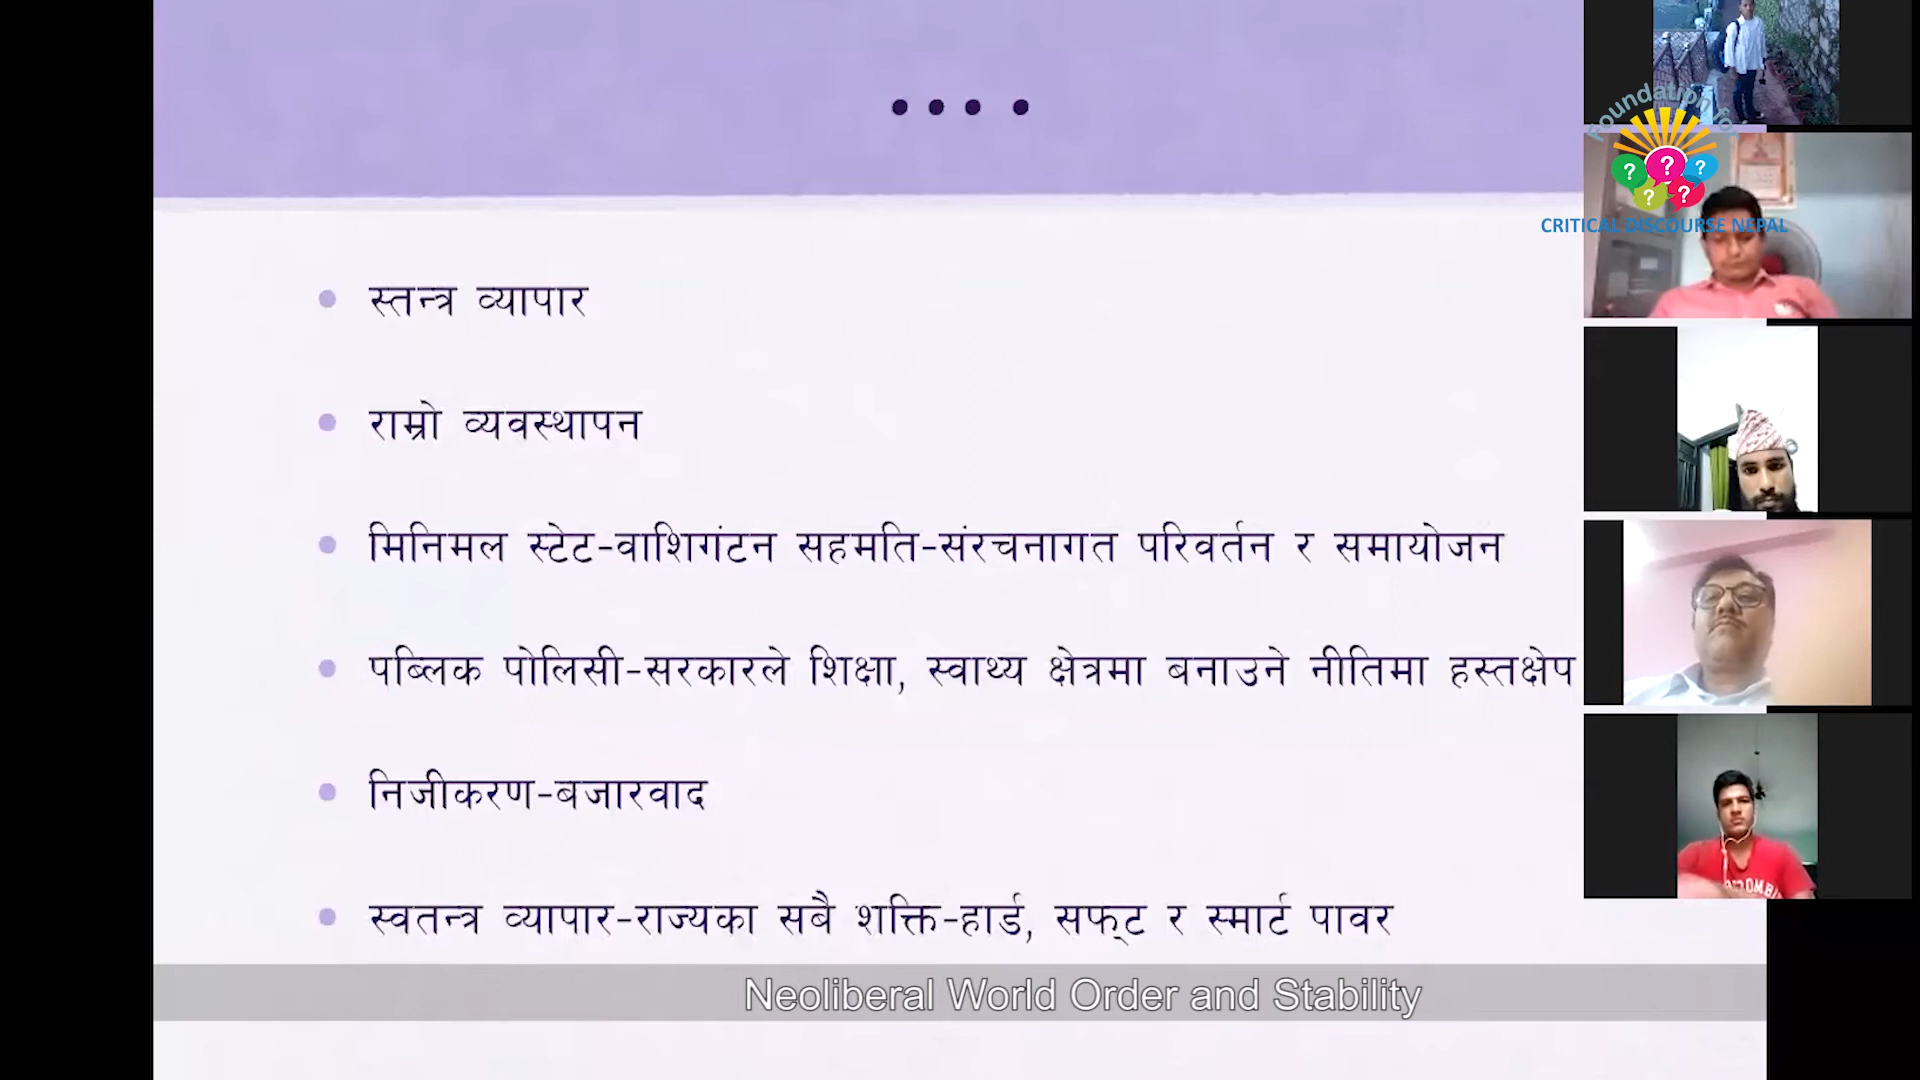 ....
Foundation for
? ? ? ? ?
CRITICAL DISCOURSE NEPAL
• स्तन्त्र व्यापार
• राम्रो व्यवस्थापन
• मिनिमल स्टेट-वाशिगंटन सहमति-संरचनागत परिवर्तन र समायोजन
• पब्लिक पोलिसी-सरकारले शिक्षा, स्वाथ्य क्षेत्रमा बनाउने नीतिमा हस्तक्षेप
• निजीकरण-बजारवाद
• स्वतन्त्र व्यापार-राज्यका सबै शक्ति-हार्ड, सफ्ट र स्मार्ट पावर
Neoliberal World Order and Stability